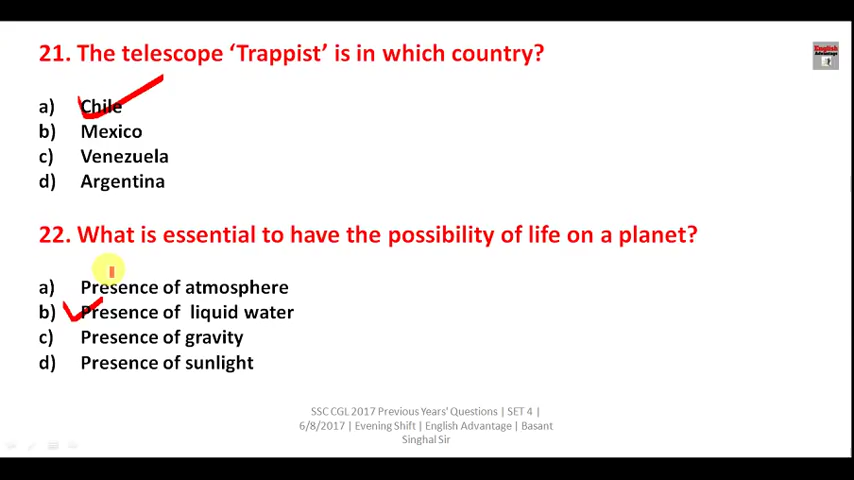 21. The telescope ‘Trappist’ is in which country?
English
Advantage
a) Chile
b) Mexico
c) Venezuela
d) Argentina
22. What is essential to have the possibility of life on a planet?
a) Presence of atmosphere
b) Presence of liquid water
c) Presence of gravity
d) Presence of sunlight
SSC CGL 2017 Previous Years' Questions | SET 4 |
6/8/2017 | Evening Shift | English Advantage | Basant
Singhal Sir